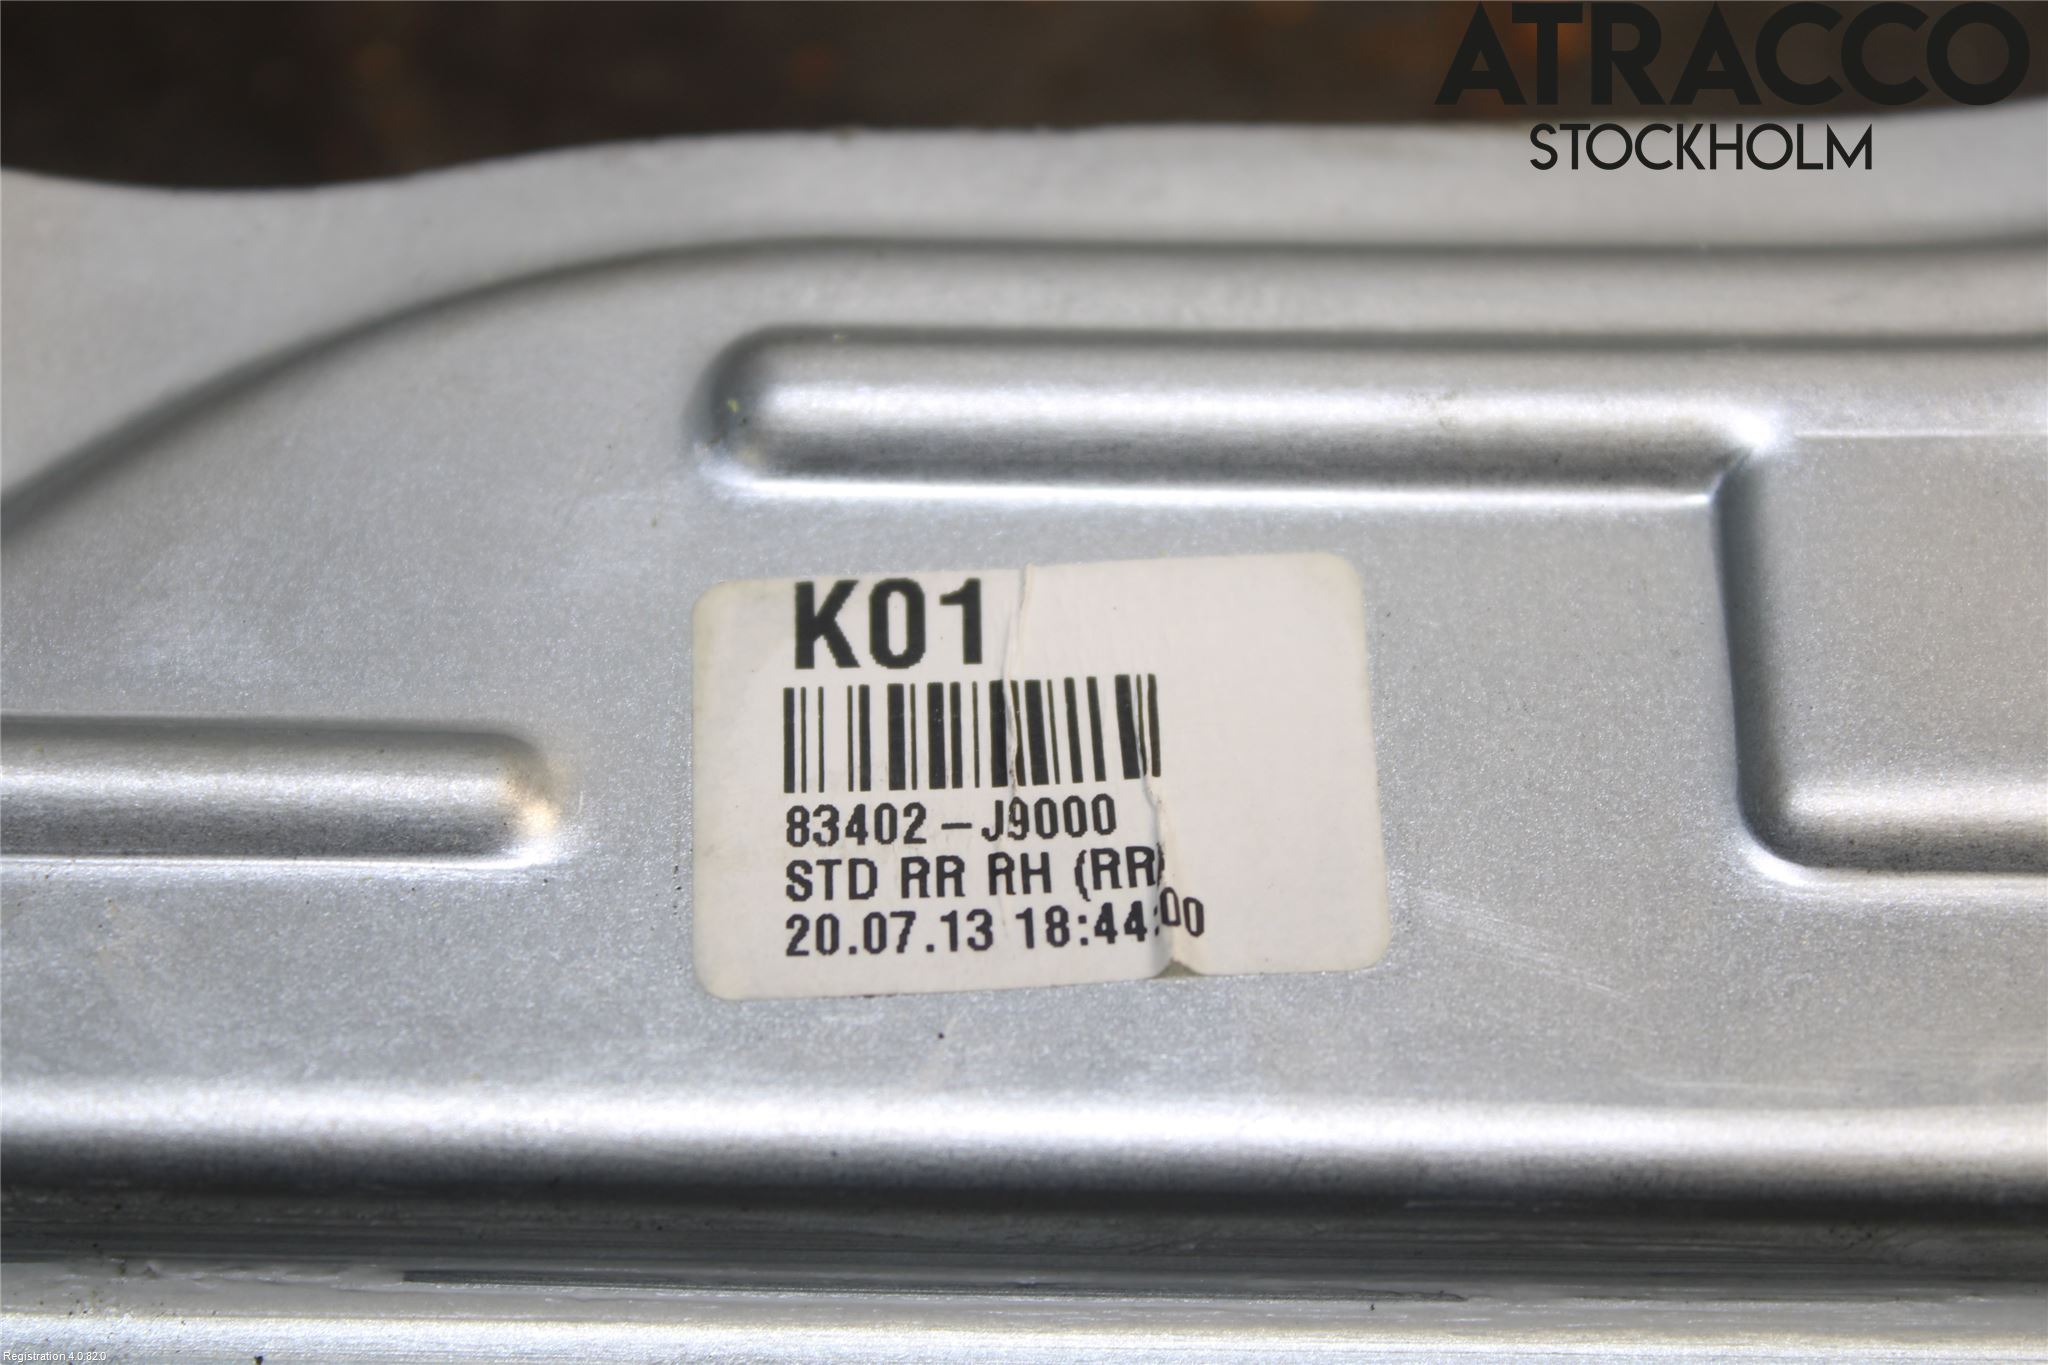 ATRACCO
STOCKHOLM
K01
83402-J9000
STD RR RH (RR)
20.07.13 18:44:00
Registration 4.0.82.0